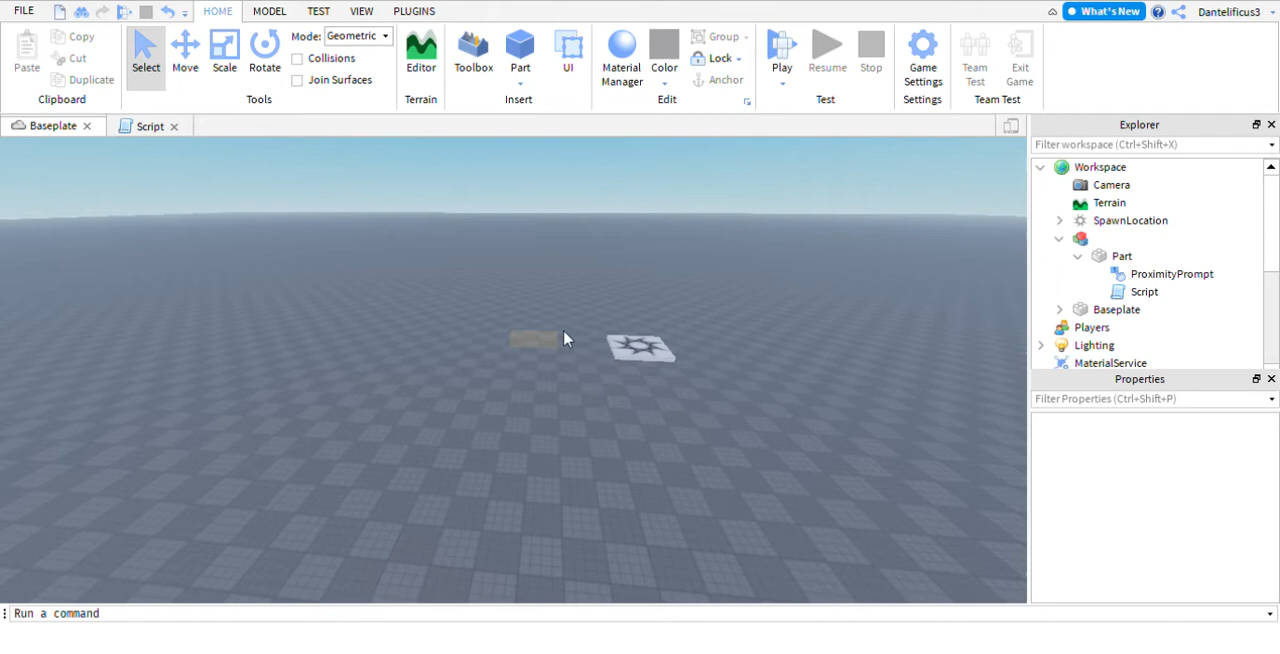 FILE HOME MODEL TEST VIEW PLUGINS What's New Dantelificus3
Copy Mode: Geometric Group
Cut Collisions Lock
Paste Select Move Scale Rotate Editor Toolbox Part UI Material Manager Color Play Resume Stop Game Settings Team Test Exit Game
Duplicate Join Surfaces Anchor
Clipboard Tools Terrain Insert Edit Test Settings Team Test
Baseplate Script Explorer
Filter workspace (Ctrl+Shift+X)
Workspace
Camera
Terrain
SpawnLocation
Part
ProximityPrompt
Script
Baseplate
Players
Lighting
MaterialService
Properties
Filter Properties (Ctrl+Shift+P)
Run a command